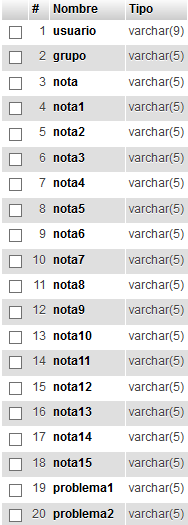 # Nombre Tipo
1 usuario varchar(9)
2 grupo varchar(5)
3 nota varchar(5)
4 nota1 varchar(5)
5 nota2 varchar(5)
6 nota3 varchar(5)
7 nota4 varchar(5)
8 nota5 varchar(5)
9 nota6 varchar(5)
10 nota7 varchar(5)
11 nota8 varchar(5)
12 nota9 varchar(5)
13 nota10 varchar(5)
14 nota11 varchar(5)
15 nota12 varchar(5)
16 nota13 varchar(5)
17 nota14 varchar(5)
18 nota15 varchar(5)
19 problema1 varchar(5)
20 problema2 varchar(5)